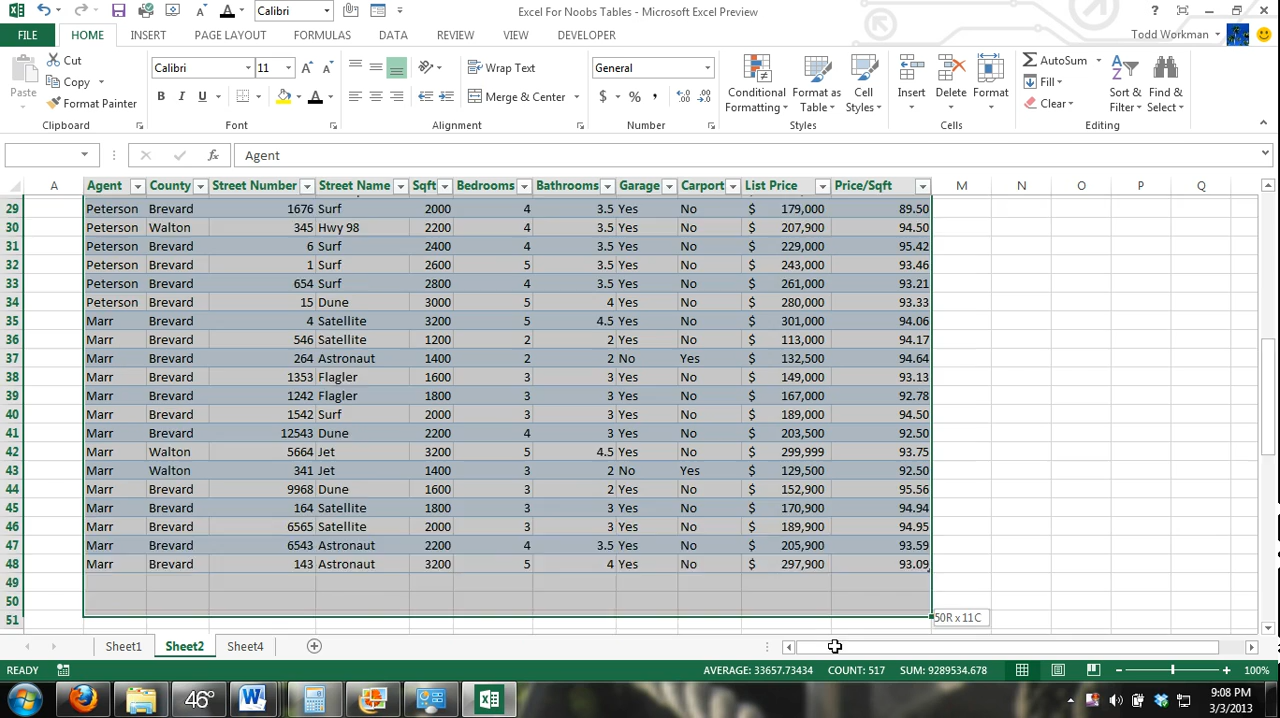 Calibri
Excel For Noobs Tables - Microsoft Excel Preview
?
FILE HOME INSERT PAGE LAYOUT FORMULAS DATA REVIEW VIEW DEVELOPER Todd Workman
Paste Cut Copy Format Painter
Calibri 11 B I U A
Wrap Text
Merge & Center
General
$ % ,
Conditional Formatting Format as Table Cell Styles
Insert Delete Format
AutoSum Fill Clear
Sort & Filter Find & Select
Clipboard Font Alignment Number Styles Cells Editing
fx Agent
A Agent County Street Number Street Name Sqft Bedrooms Bathrooms Garage Carport List Price Price/Sqft M N O P Q
29 Peterson Brevard 1676 Surf 2000 4 3.5 Yes No $ 179,000 89.50
30 Peterson Walton 345 Hwy 98 2200 4 3.5 Yes No $ 207,900 94.50
31 Peterson Brevard 6 Surf 2400 4 3.5 Yes No $ 229,000 95.42
32 Peterson Brevard 1 Surf 2600 5 3.5 Yes No $ 243,000 93.46
33 Peterson Brevard 654 Surf 2800 4 3.5 Yes No $ 261,000 93.21
34 Peterson Brevard 15 Dune 3000 5 4 Yes No $ 280,000 93.33
35 Marr Brevard 4 Satellite 3200 5 4.5 Yes No $ 301,000 94.06
36 Marr Brevard 546 Satellite 1200 2 2 Yes No $ 113,000 94.17
37 Marr Brevard 264 Astronaut 1400 2 2 No Yes $ 132,500 94.64
38 Marr Brevard 1353 Flagler 1600 3 3 Yes No $ 149,000 93.13
39 Marr Brevard 1242 Flagler 1800 3 3 Yes No $ 167,000 92.78
40 Marr Brevard 1542 Surf 2000 3 3 Yes No $ 189,000 94.50
41 Marr Brevard 12543 Dune 2200 4 3 Yes No $ 203,500 92.50
42 Marr Walton 5664 Jet 3200 5 4.5 Yes No $ 299,999 93.75
43 Marr Walton 341 Jet 1400 3 2 No Yes $ 129,500 92.50
44 Marr Brevard 9968 Dune 1600 3 2 Yes No $ 152,900 95.56
45 Marr Brevard 164 Satellite 1800 3 3 Yes No $ 170,900 94.94
46 Marr Brevard 6565 Satellite 2000 3 3 Yes No $ 189,900 94.95
47 Marr Brevard 6543 Astronaut 2200 4 3.5 Yes No $ 205,900 93.59
48 Marr Brevard 143 Astronaut 3200 5 4 Yes No $ 297,900 93.09
49
50
51
50R x 11C
Sheet1 Sheet2 Sheet4
READY AVERAGE: 33657.73434 COUNT: 517 SUM: 9289534.678 100%
46° 9:08 PM
3/3/2013